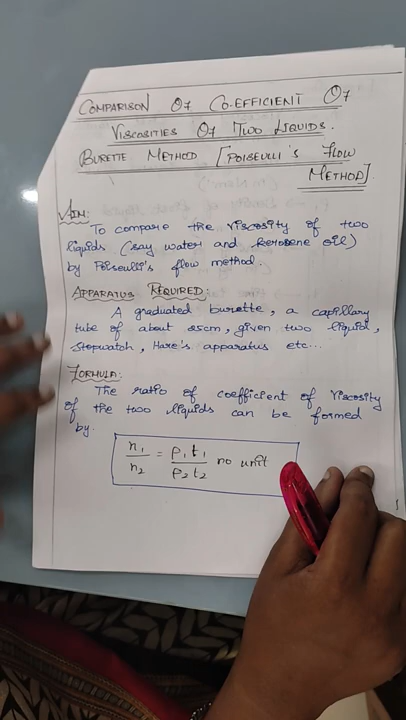 COMPARISON OF CO-EFFICIENT OF
VISCOSITIES OF TWO LIQUIDS.
BURETTE METHOD [POISEULLI'S FLOW
METHOD].
AIM:
To compare the viscosity of two
liquids (say water and kerosene oil)
by Poiseulli's flow method.
APPARATUS REQUIRED:
A graduated burette, a capillary
tube of about 25cm, given two liquid,
Stopwatch, Hare's apparatus etc...
FORMULA:
The ratio of coefficient of viscosity
of the two liquids can be formed
by.
n₁/n₂ = ρ₁t₁/ρ₂t₂ no unit